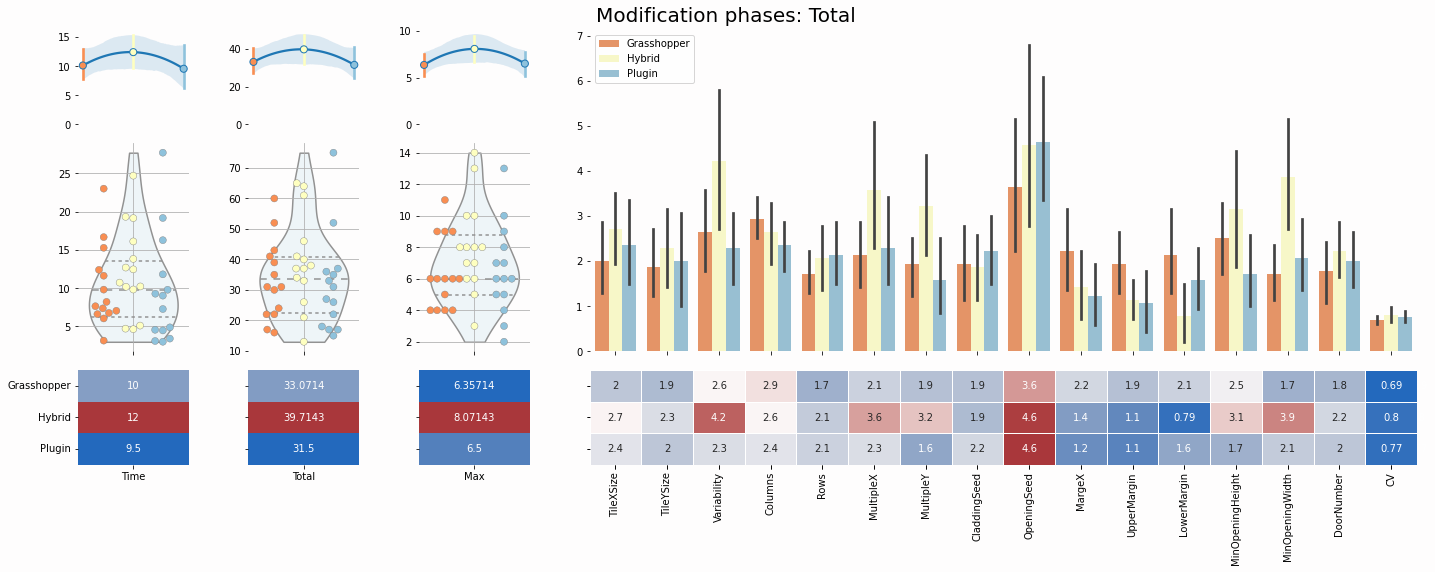 Modification phases: Total
15
10
5
0
40
20
0
10
5
0
7
6
5
4
3
2
1
0
Grasshopper
Hybrid
Plugin
25
20
15
10
5
70
60
50
40
30
20
10
14
12
10
8
6
4
2
Grasshopper 10 33.0714 6.35714 2 1.9 2.6 2.9 1.7 2.1 1.9 1.9 3.6 2.2 1.9 2.1 2.5 1.7 1.8 0.69
Hybrid 12 39.7143 8.07143 2.7 2.3 4.2 2.6 2.1 3.6 3.2 1.9 4.6 1.4 1.1 0.79 3.1 3.9 2.2 0.8
Plugin 9.5 31.5 6.5 2.4 2 2.3 2.4 2.1 2.3 1.6 2.2 4.6 1.2 1.1 1.6 1.7 2.1 2 0.77
Time
Total
Max
TileXSize
TileYSize
Variability
Columns
Rows
MultipleX
MultipleY
CladdingSeed
OpeningSeed
MargeX
UpperMargin
LowerMargin
MinOpeningHeight
MinOpeningWidth
DoorNumber
CV